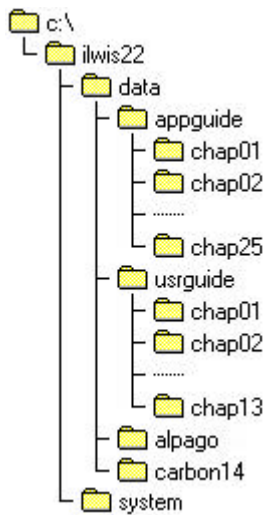 c:\
ilwis22
data
appguide
chap01
chap02
........
chap25
usrguide
chap01
chap02
........
chap13
alpago
carbon14
system